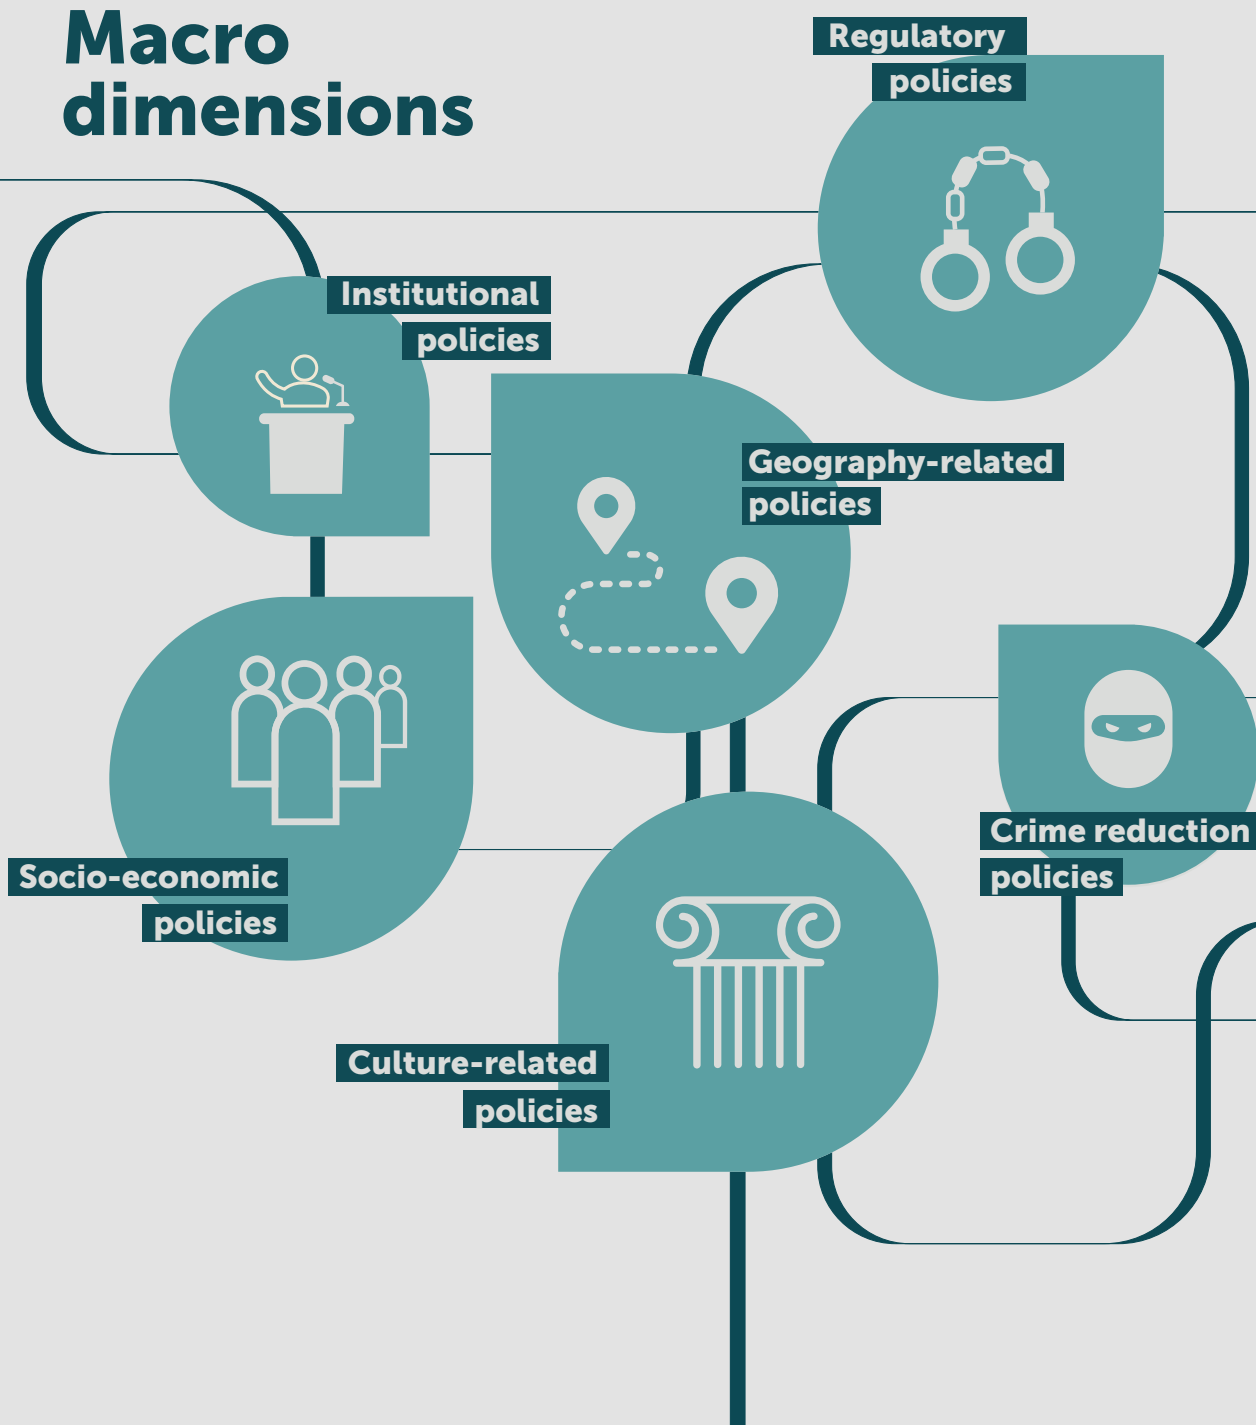 Macro
dimensions
Regulatory
policies
Institutional
policies
Geography-related
policies
Crime reduction
policies
Socio-economic
policies
Culture-related
policies